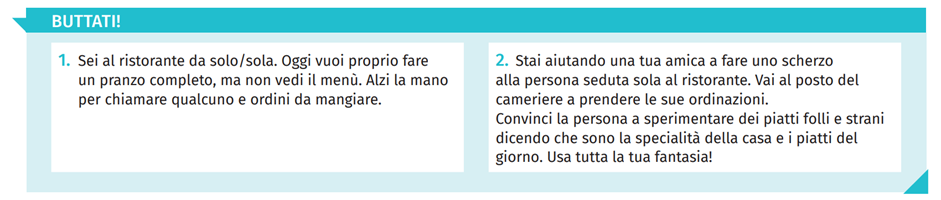 BUTTATI!
1. Sei al ristorante da solo/sola. Oggi vuoi proprio fare
un pranzo completo, ma non vedi il menù. Alzi la mano
per chiamare qualcuno e ordini da mangiare.
2. Stai aiutando una tua amica a fare uno scherzo
alla persona seduta sola al ristorante. Vai al posto del
cameriere a prendere le sue ordinazioni.
Convinci la persona a sperimentare dei piatti folli e strani
dicendo che sono la specialità della casa e i piatti del
giorno. Usa tutta la tua fantasia!